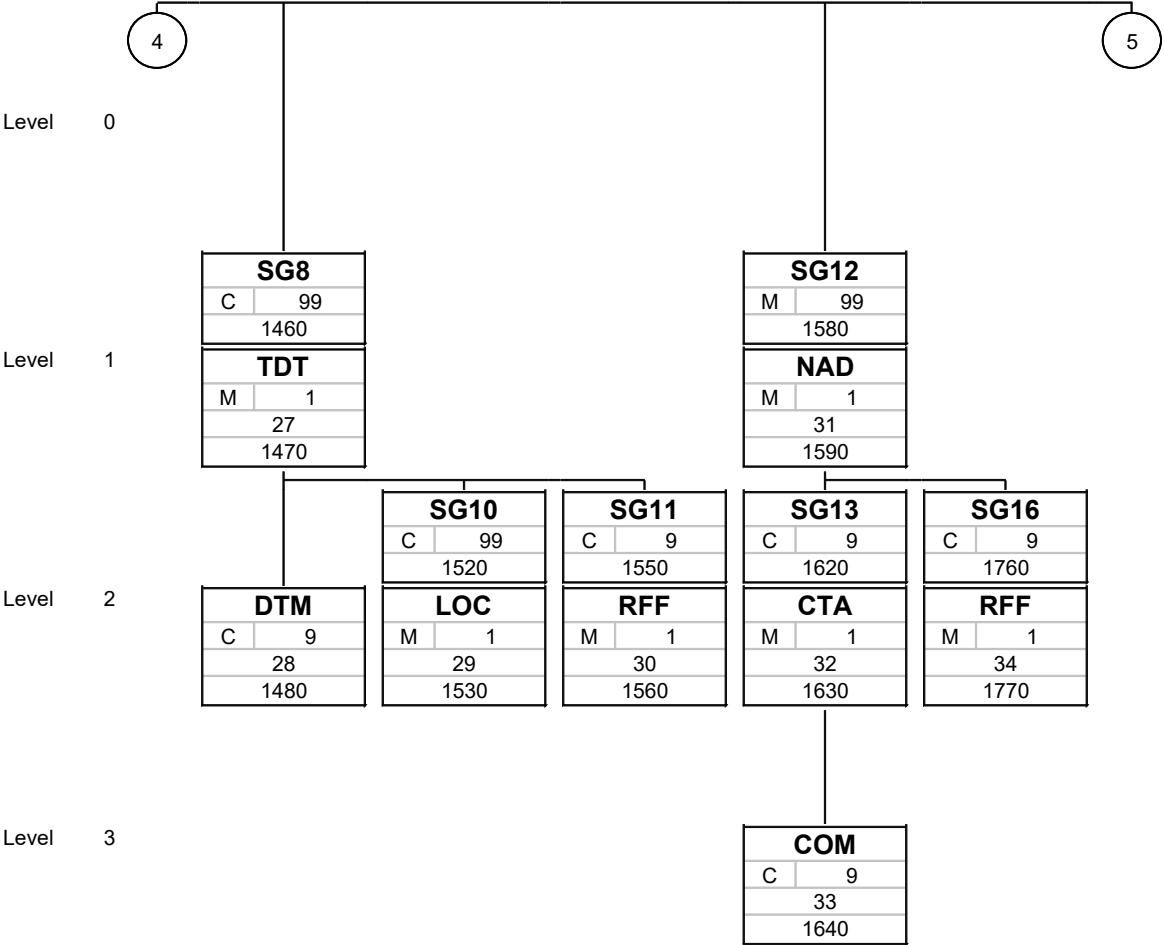 4
5
Level 0
SG8
C 99
1460
SG12
M 99
1580
Level 1
TDT
M 1
27
1470
NAD
M 1
31
1590
SG10
C 99
1520
SG11
C 9
1550
SG13
C 9
1620
SG16
C 9
1760
Level 2
DTM
C 9
28
1480
LOC
M 1
29
1530
RFF
M 1
30
1560
CTA
M 1
32
1630
RFF
M 1
34
1770
Level 3
COM
C 9
33
1640